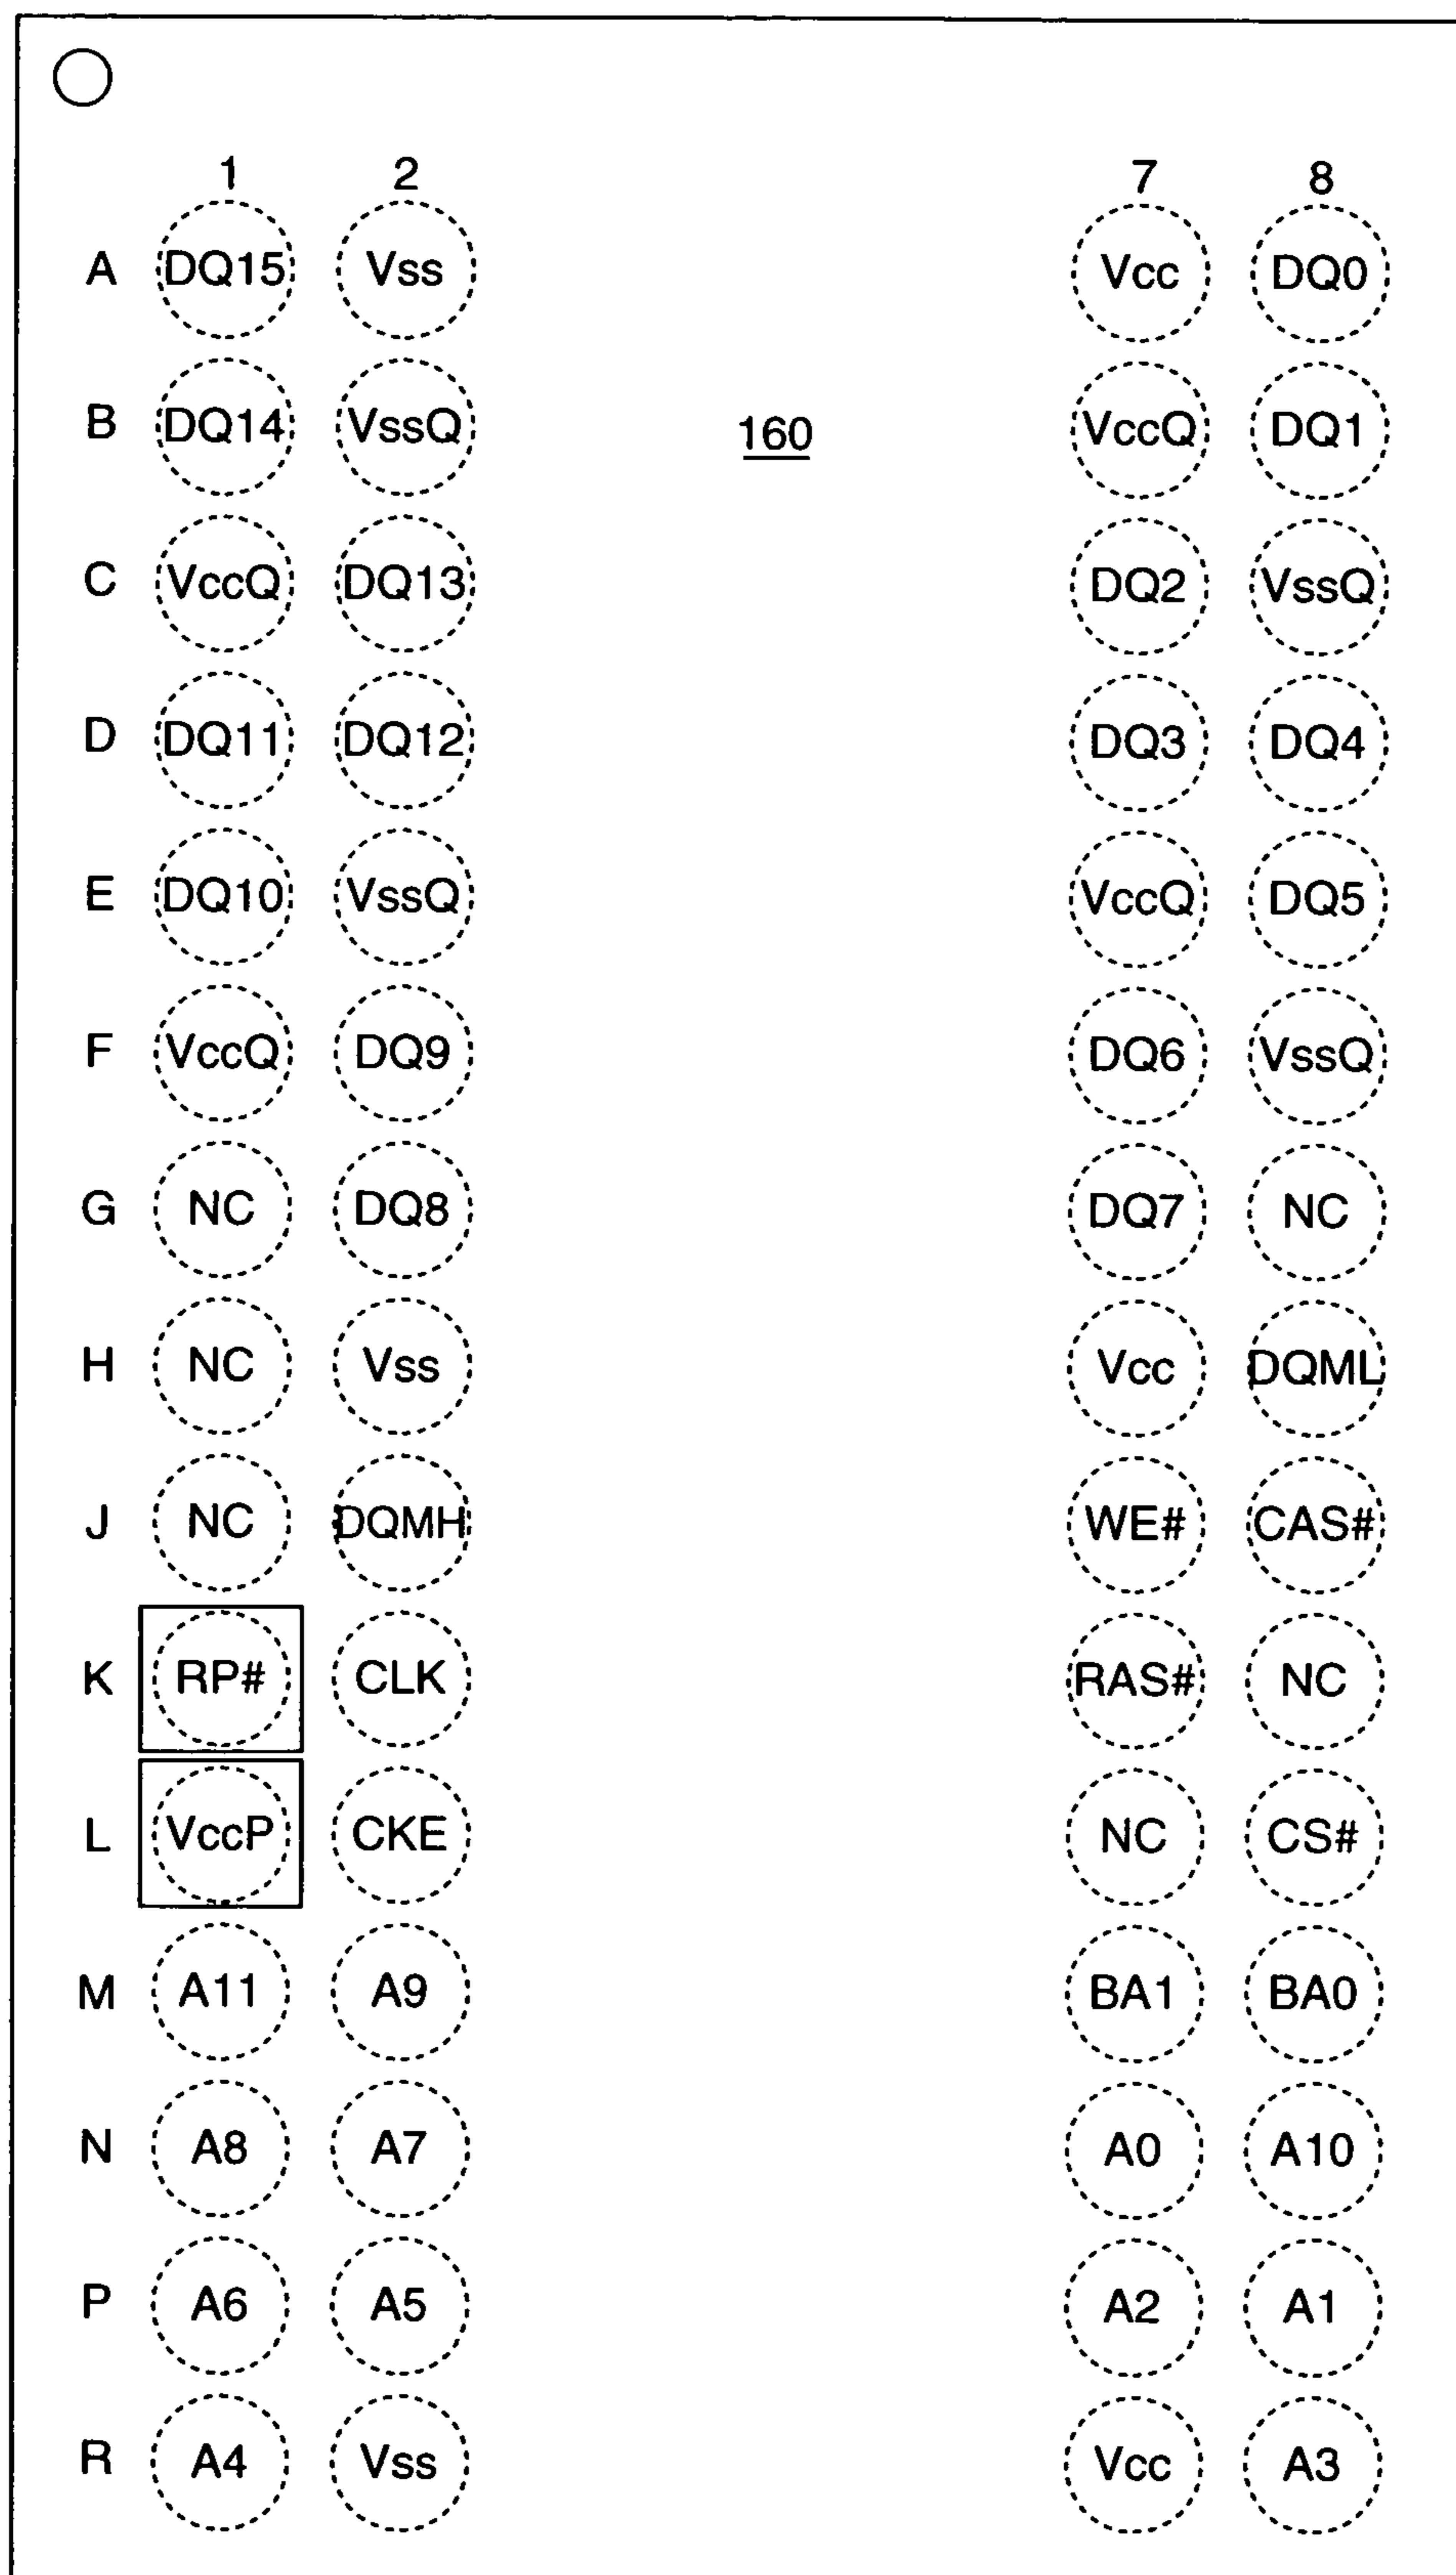 1 2 7 8
A DQ15 Vss Vcc DQ0
B DQ14 VssQ 160 VccQ DQ1
C VccQ DQ13 DQ2 VssQ
D DQ11 DQ12 DQ3 DQ4
E DQ10 VssQ VccQ DQ5
F VccQ DQ9 DQ6 VssQ
G NC DQ8 DQ7 NC
H NC Vss Vcc DQML
J NC DQMH WE# CAS#
K RP# CLK RAS# NC
L VccP CKE NC CS#
M A11 A9 BA1 BA0
N A8 A7 A0 A10
P A6 A5 A2 A1
R A4 Vss Vcc A3